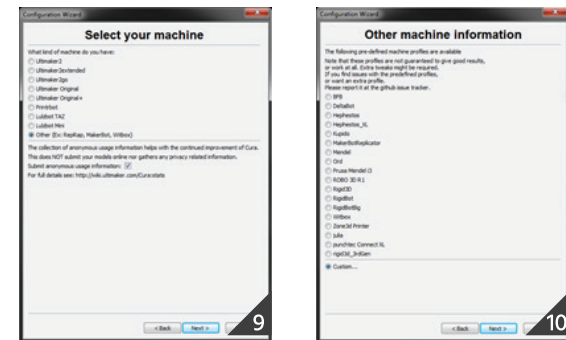 Configuration Wizard
Select your machine
What kind of machine do you have:
Ultimaker2
Ultimaker2extended
Ultimaker2go
Ultimaker Original
Ultimaker Original+
Printrbot
Lulzbot TAZ
Lulzbot Mini
Other (Ex: RepRap, MakerBot, Witbox)
The collection of anonymous usage information helps with the continued improvement of Cura.
This does NOT submit your models online nor gathers any privacy related information.
Submit anonymous usage information:
For full details see: http://wiki.ultimaker.com/Cura:stats
< Back
Next >
9
Configuration Wizard
Other machine information
The following pre-defined machine profiles are available
Note that these profiles are not guaranteed to give good results,
or work at all. Extra tweaks might be required.
If you find issues with the predefined profiles,
or want an extra profile.
Please report it at the github issue tracker.
BFB
DeltaBot
Hephestos
Hephestos_XL
Kupido
MakerBotReplicator
Mendel
Ord
Prusa Mendel i3
ROBO 3D R1
Rigid3D
RigidBot
RigidBotBig
Witbox
Zone3d Printer
julia
punchtec Connect XL
rigid3d_3rdGen
Custom...
< Back
Next >
10